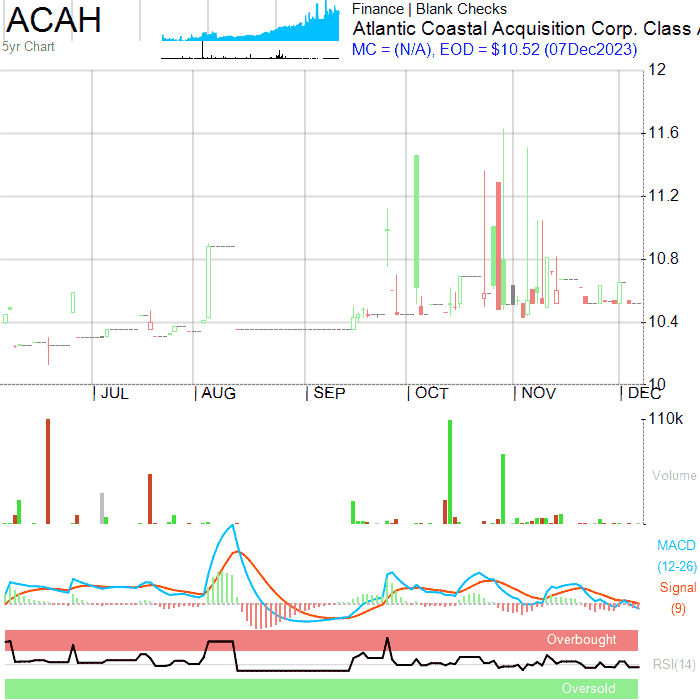 ACAH
5yr Chart
Finance | Blank Checks
Atlantic Coastal Acquisition Corp. Class A
MC = (N/A), EOD = $10.52 (07Dec2023)
12
11.6
11.2
10.8
10.4
10
JUL AUG SEP OCT NOV DEC
110k
Volume
MACD
(12-26)
Signal
(9)
Overbought
RSI(14)
Oversold